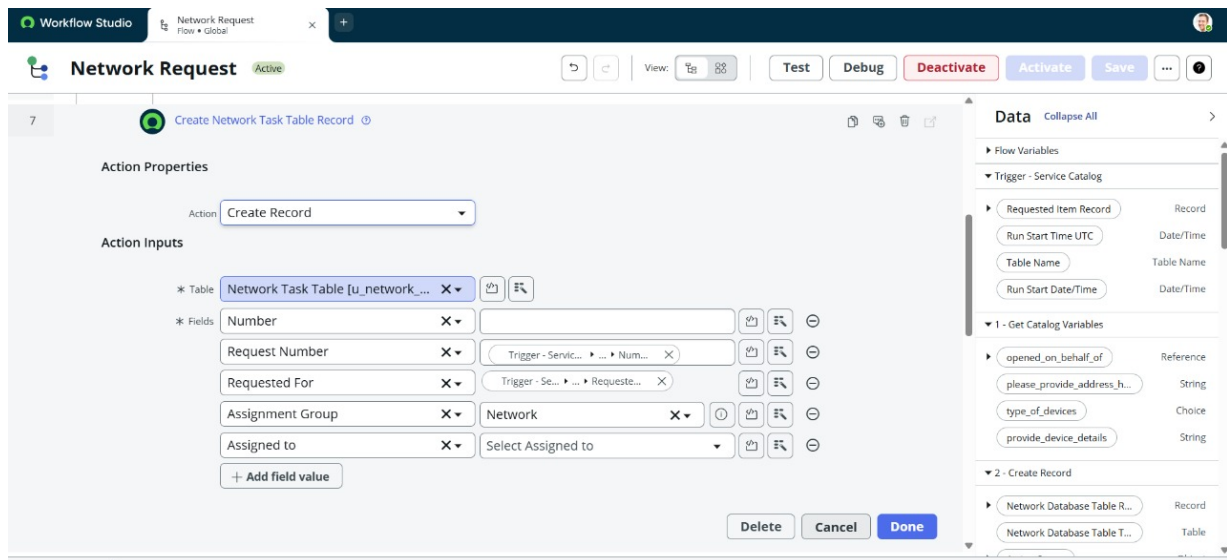 Workflow Studio
Network Request
Flow • Global
Network Request Active
View:
Test Debug Deactivate Activate Save
7
Create Network Task Table Record
Action Properties
Action Create Record
Action Inputs
* Table Network Task Table [u_network_...
* Fields Number
Request Number Trigger - Servic... ▸ ... ▸ Num...
Requested For Trigger - Se... ▸ ... ▸ Requeste...
Assignment Group Network
Assigned to Select Assigned to
+ Add field value
Delete Cancel Done
Data Collapse All
Flow Variables
Trigger - Service Catalog
Requested Item Record Record
Run Start Time UTC Date/Time
Table Name Table Name
Run Start Date/Time Date/Time
1 - Get Catalog Variables
opened_on_behalf_of Reference
please_provide_address_h... String
type_of_devices Choice
provide_device_details String
2 - Create Record
Network Database Table R... Record
Network Database Table T... Table